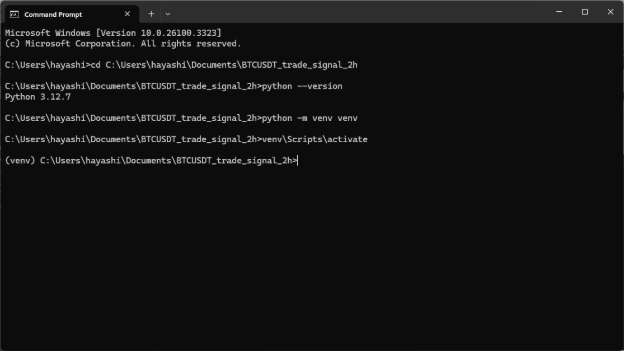 Command Prompt
Microsoft Windows [Version 10.0.26100.3323]
(c) Microsoft Corporation. All rights reserved.
C:\Users\hayashi>cd C:\Users\hayashi\Documents\BTCUSDT_trade_signal_2h
C:\Users\hayashi\Documents\BTCUSDT_trade_signal_2h>python --version
Python 3.12.7
C:\Users\hayashi\Documents\BTCUSDT_trade_signal_2h>python -m venv venv
C:\Users\hayashi\Documents\BTCUSDT_trade_signal_2h>venv\Scripts\activate
(venv) C:\Users\hayashi\Documents\BTCUSDT_trade_signal_2h>